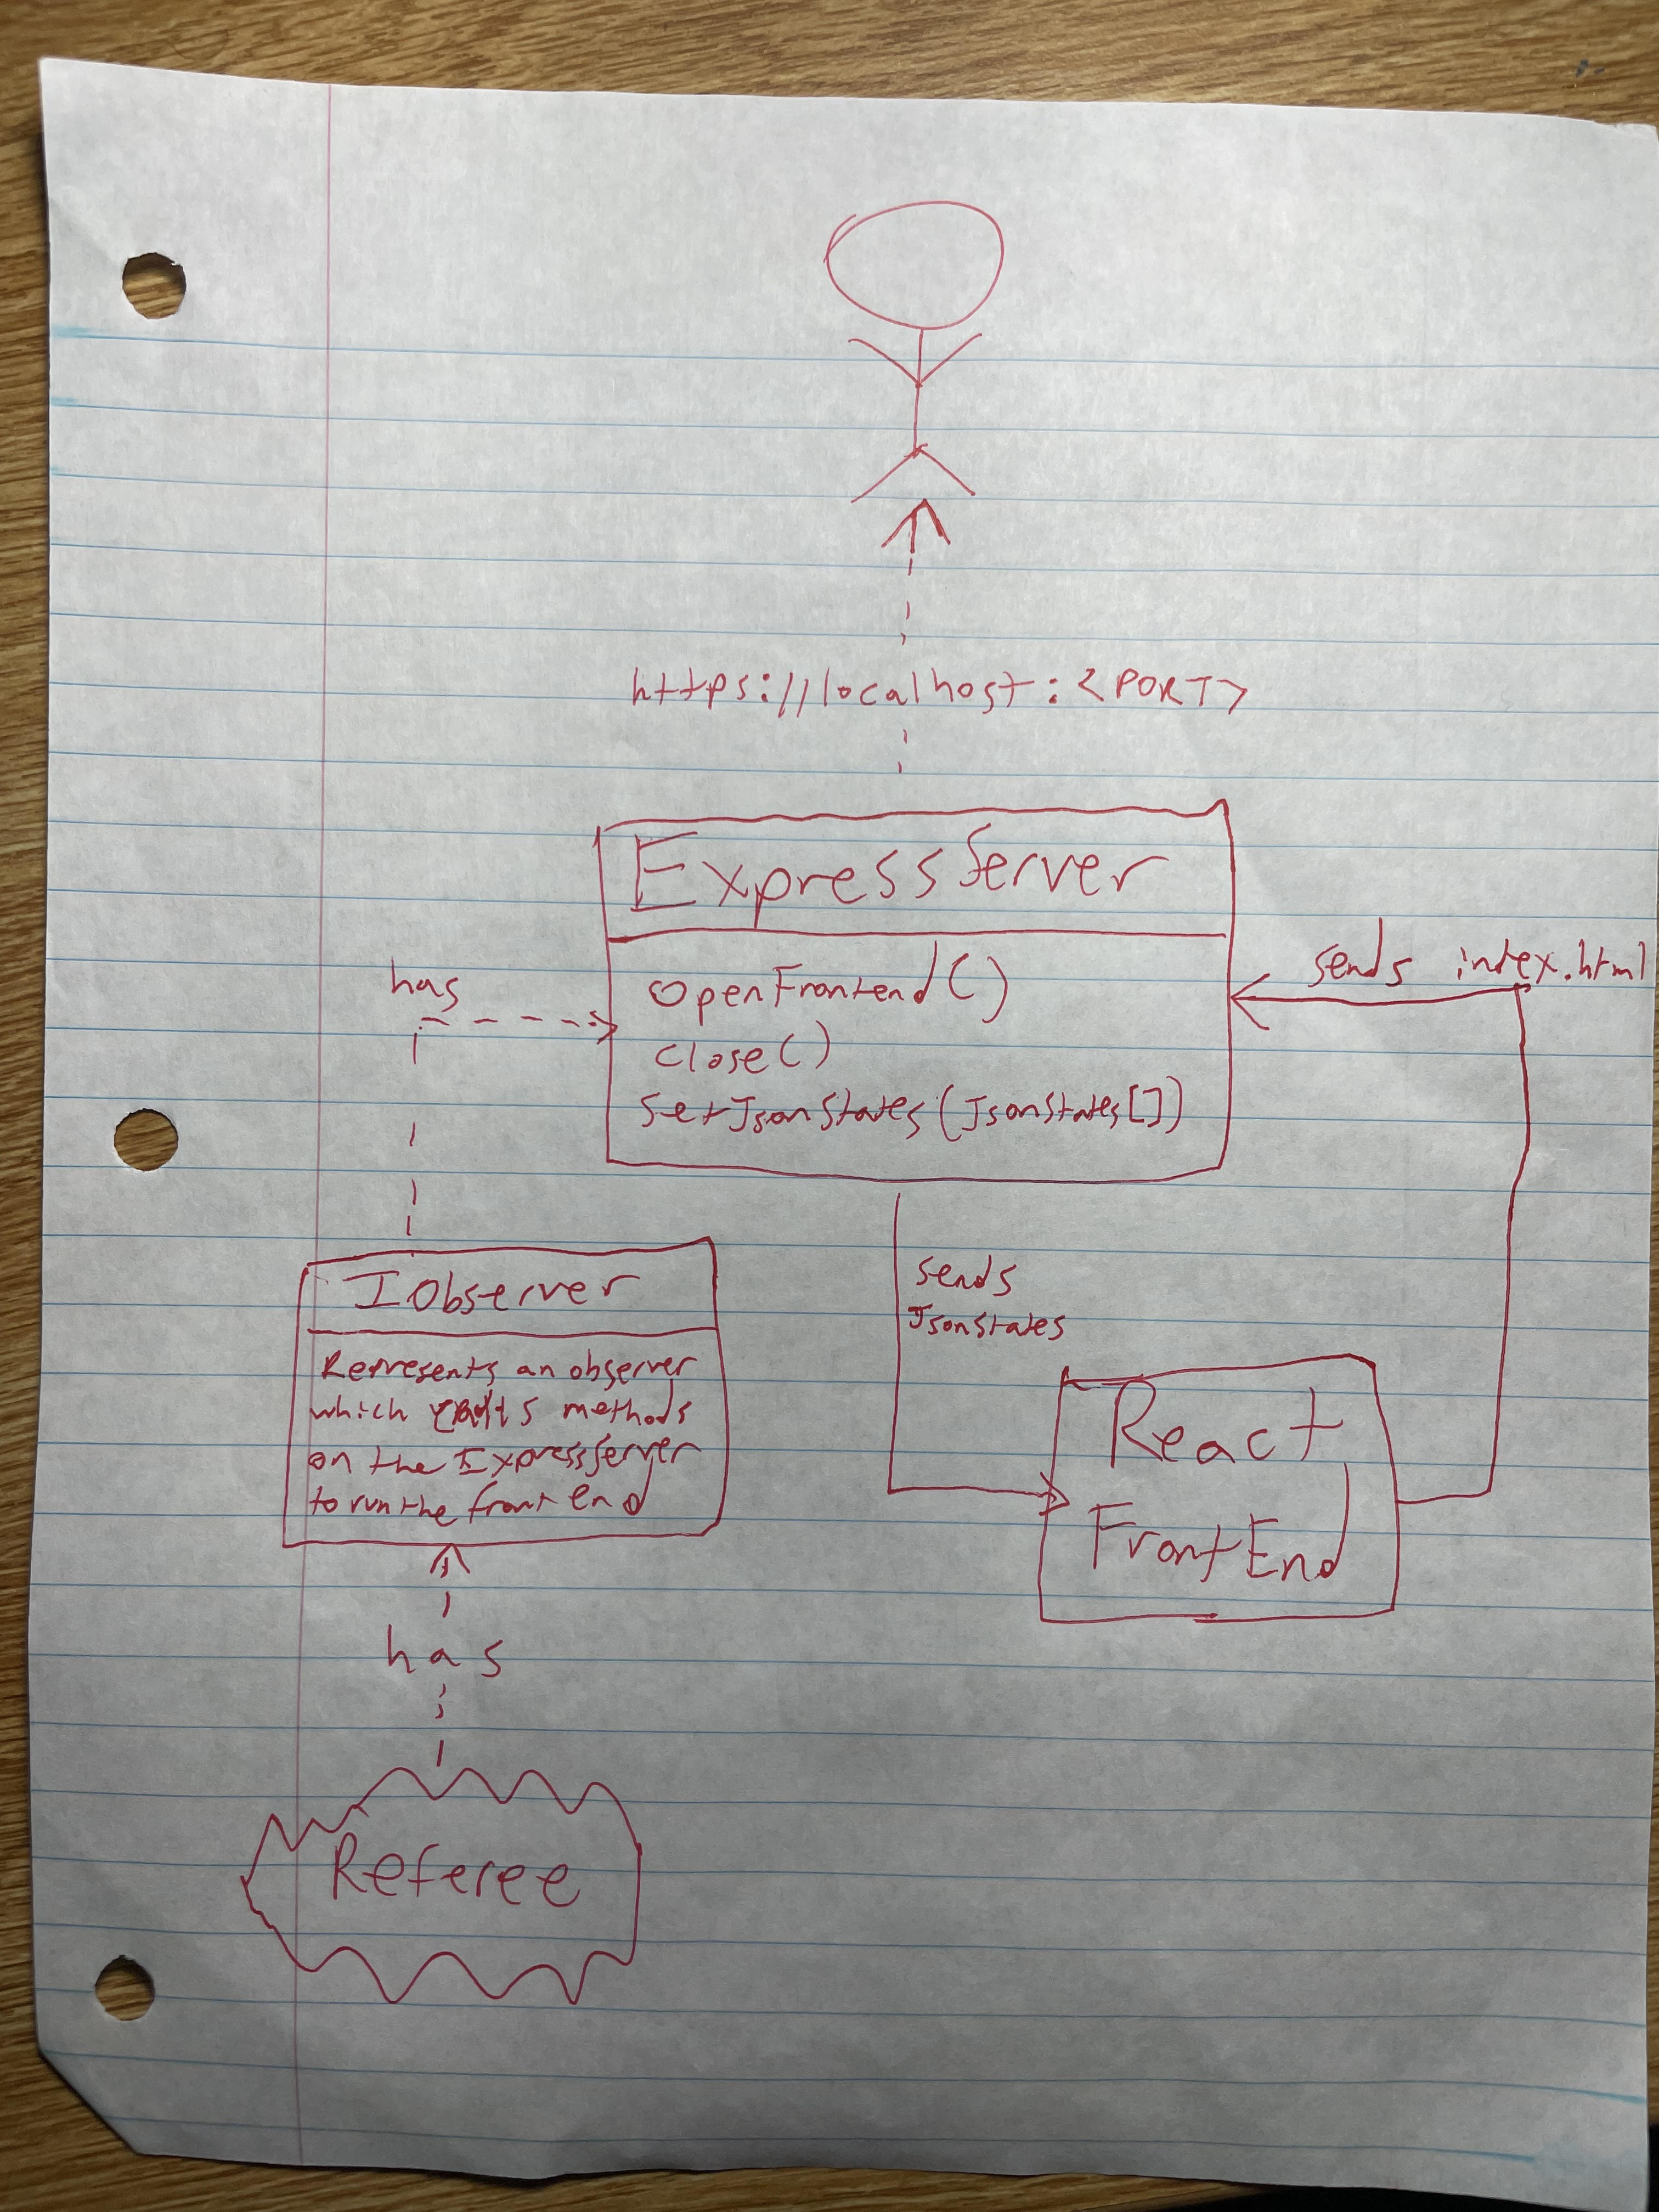 https://localhost:<PORT>
ExpressServer
openFrontend()
close()
setJsonStates(JsonStates[])
has
sends index.html
sends
JsonStates
IObserver
Represents an observer
which calls methods
on the IExpressServer
to run the front end
React
FrontEnd
has
Referee